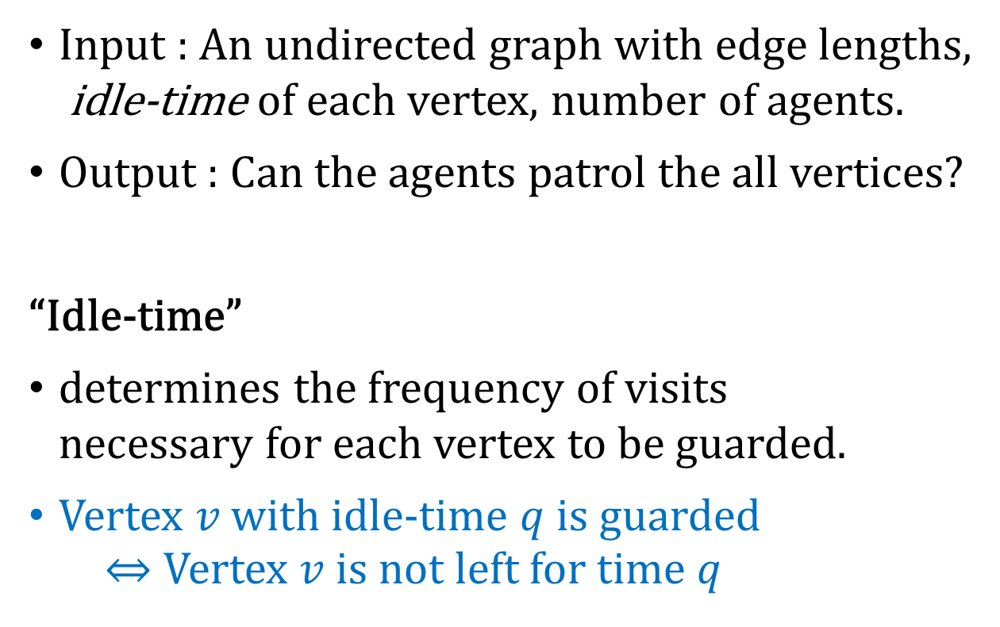 • Input : An undirected graph with edge lengths,
idle-time of each vertex, number of agents.
• Output : Can the agents patrol the all vertices?
“Idle-time”
• determines the frequency of visits
necessary for each vertex to be guarded.
• Vertex 𝑣 with idle-time 𝑞 is guarded
⇔ Vertex 𝑣 is not left for time 𝑞